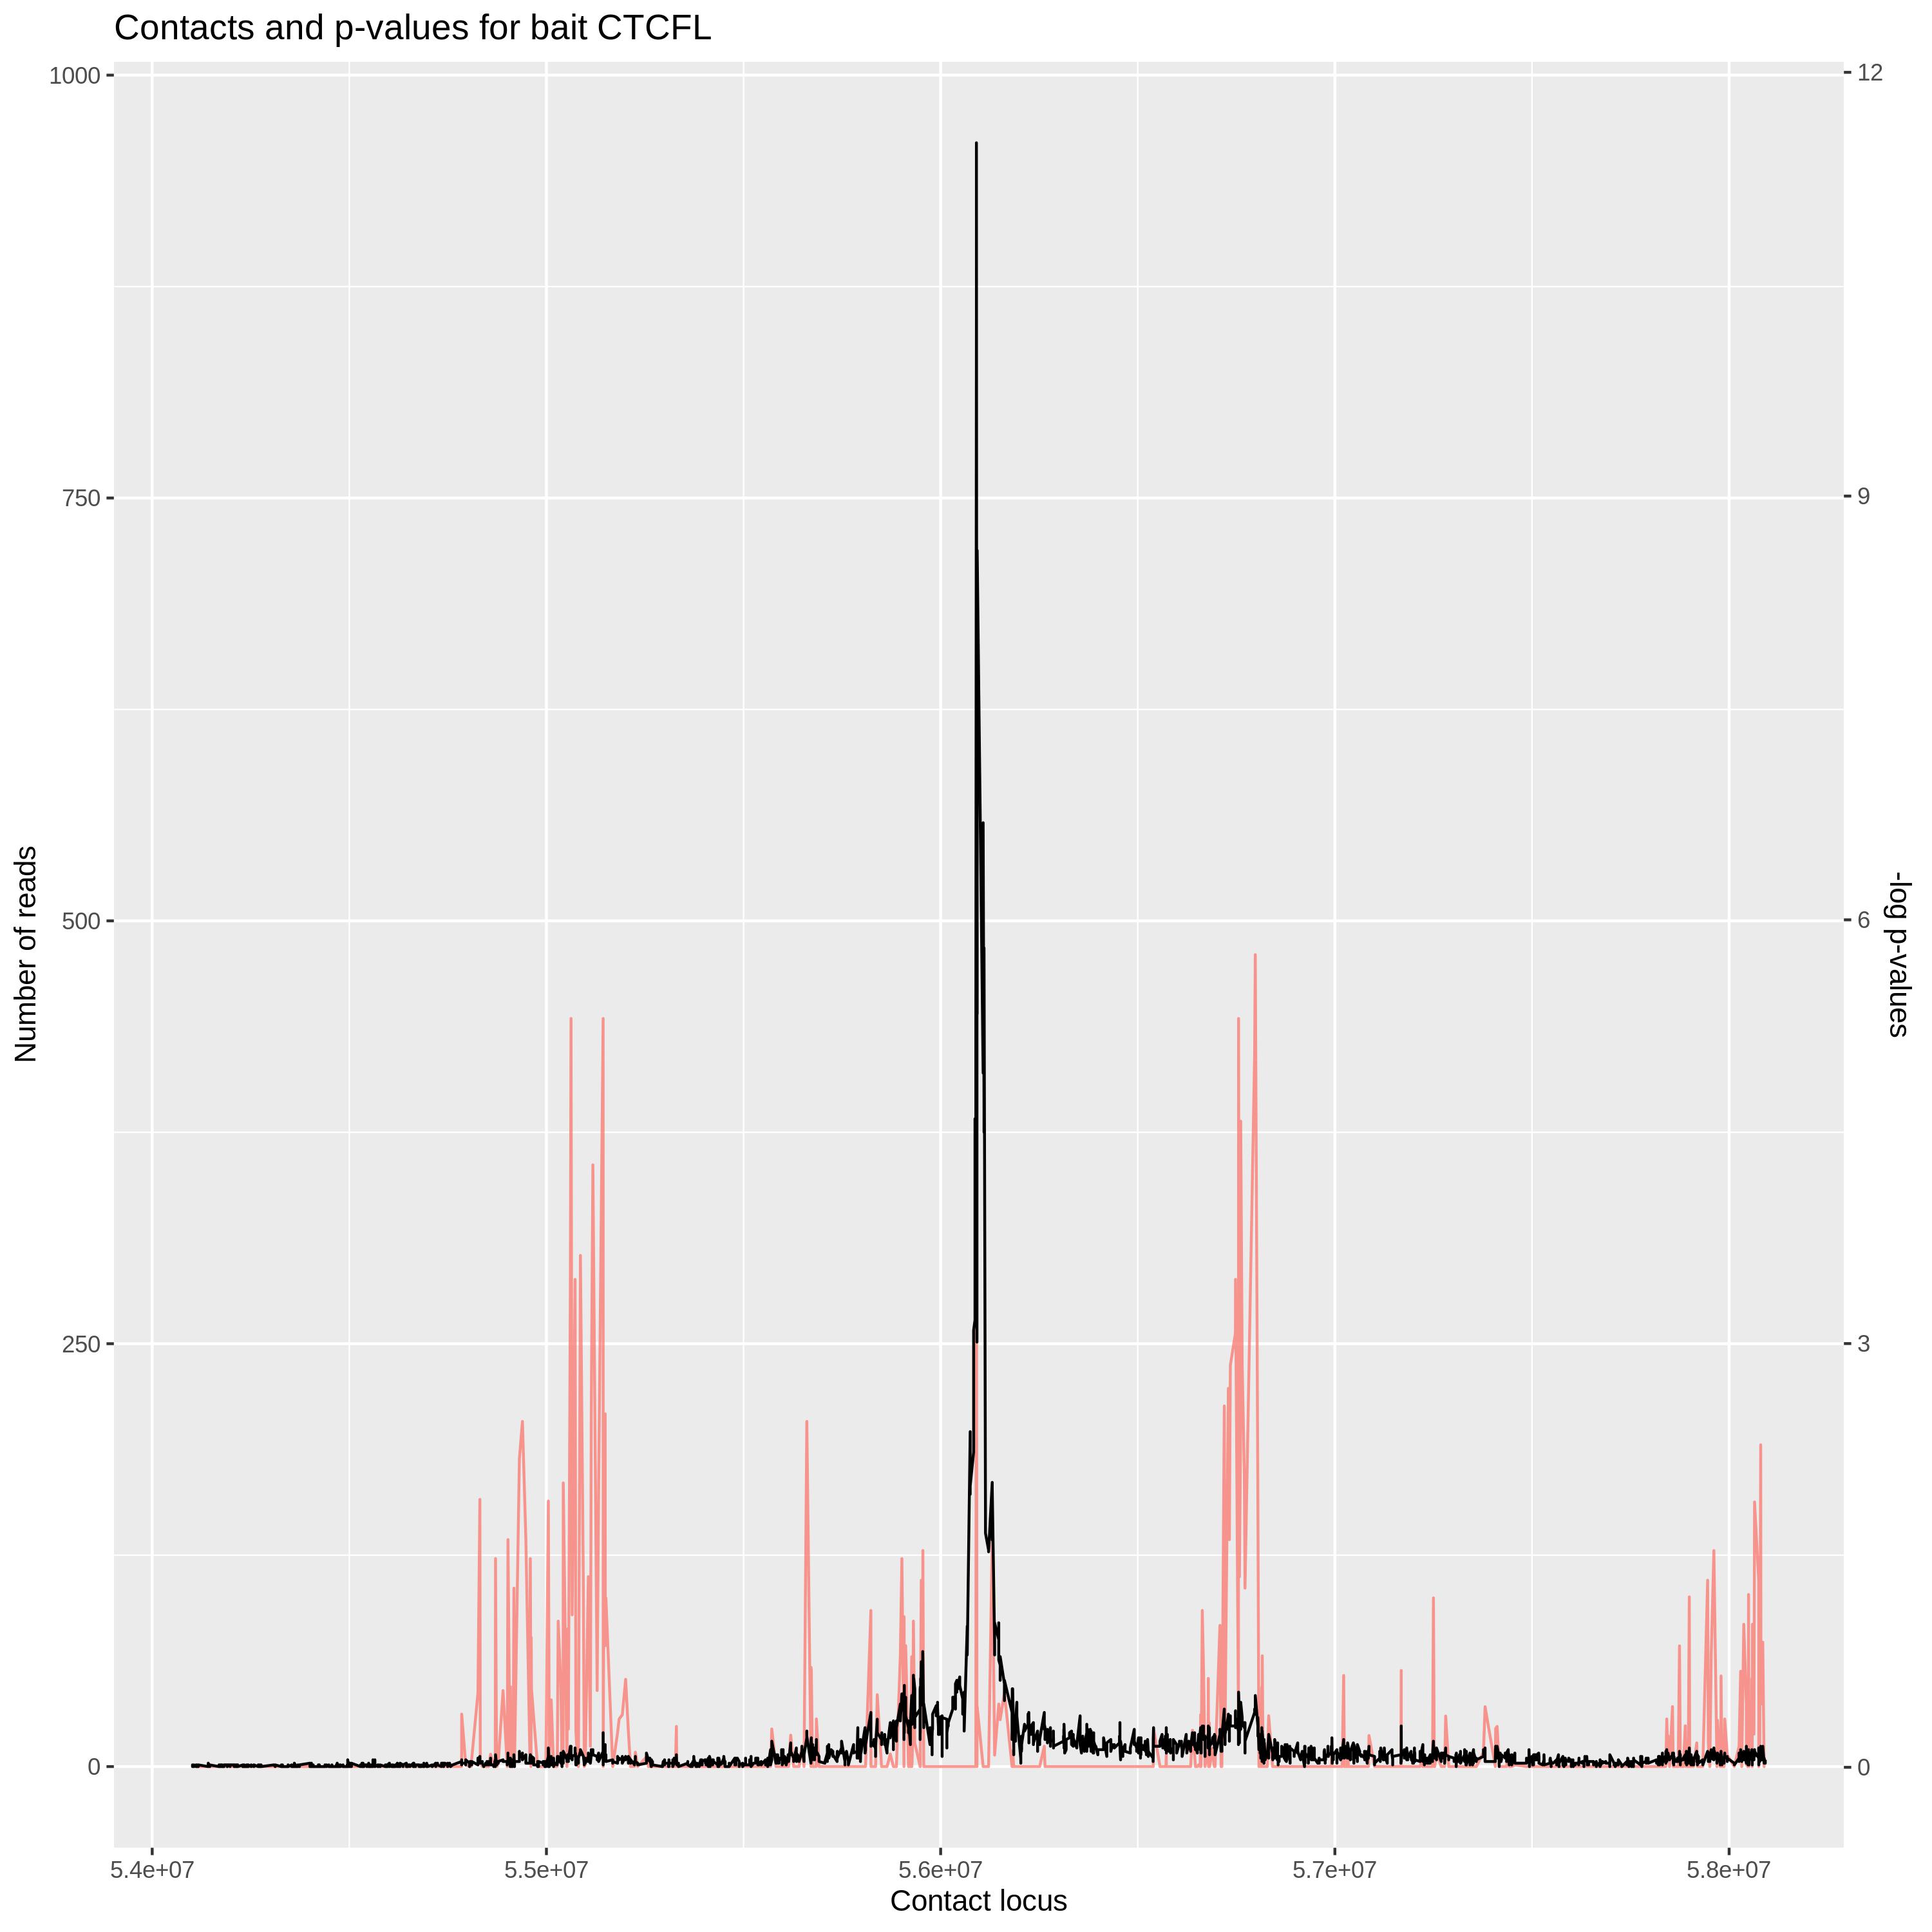 Contacts and p-values for bait CTCFL
1000
750
500
250
0
Number of reads
12
9
6
3
0
-log p-values
5.4e+07
5.5e+07
5.6e+07
5.7e+07
5.8e+07
Contact locus